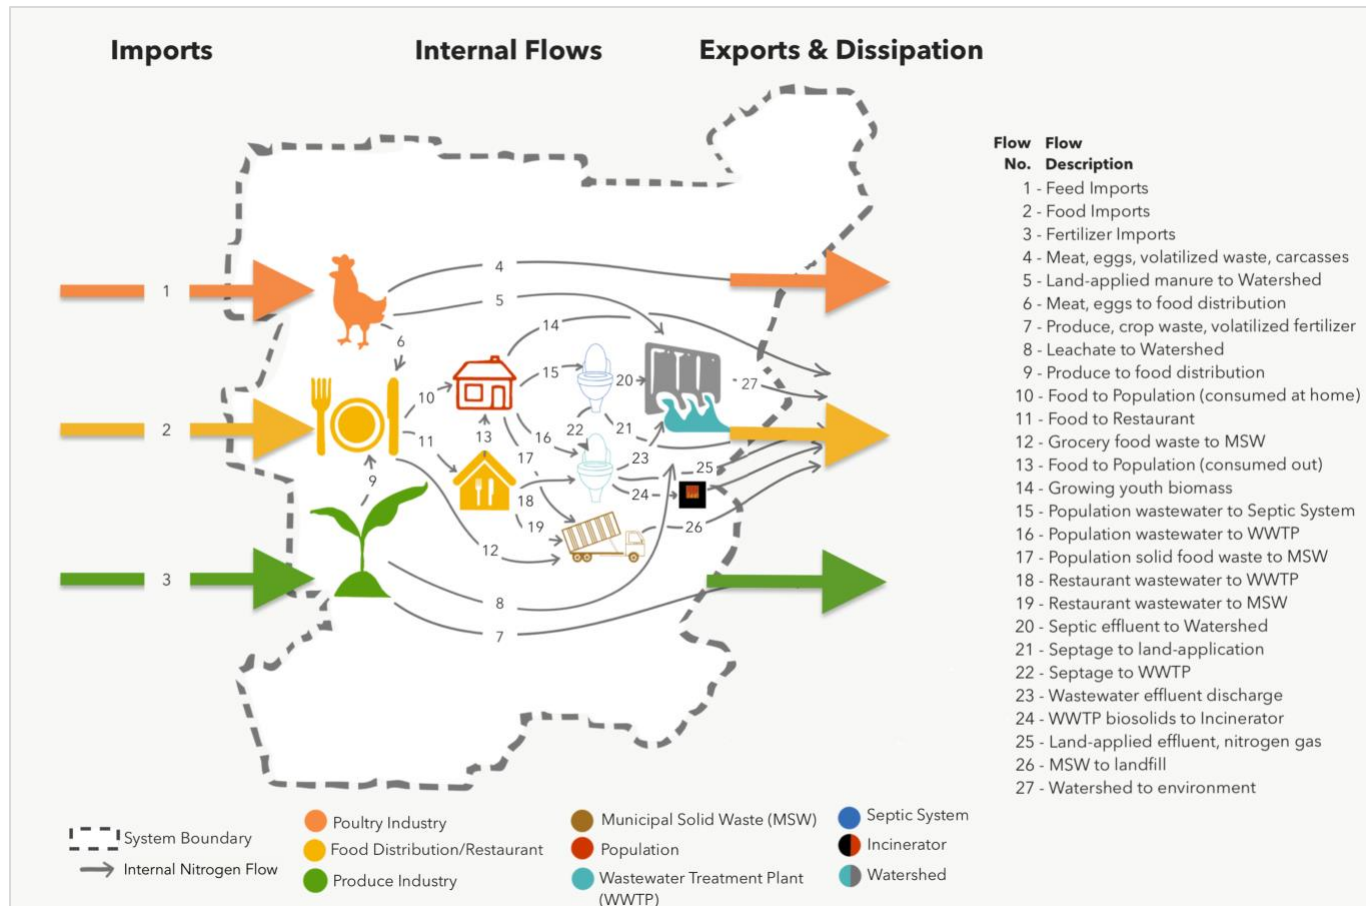 Imports
Internal Flows
Exports & Dissipation
Flow Flow
No. Description
1 - Feed Imports
2 - Food Imports
3 - Fertilizer Imports
4 - Meat, eggs, volatilized waste, carcasses
5 - Land-applied manure to Watershed
6 - Meat, eggs to food distribution
7 - Produce, crop waste, volatilized fertilizer
8 - Leachate to Watershed
9 - Produce to food distribution
10 - Food to Population (consumed at home)
11 - Food to Restaurant
12 - Grocery food waste to MSW
13 - Food to Population (consumed out)
14 - Growing youth biomass
15 - Population wastewater to Septic System
16 - Population wastewater to WWTP
17 - Population solid food waste to MSW
18 - Restaurant wastewater to WWTP
19 - Restaurant wastewater to MSW
20 - Septic effluent to Watershed
21 - Septage to land-application
22 - Septage to WWTP
23 - Wastewater effluent discharge
24 - WWTP biosolids to Incinerator
25 - Land-applied effluent, nitrogen gas
26 - MSW to landfill
27 - Watershed to environment
4
1
5
14
6
15
20
27
10
2
11
13
16
22
21
17
23
9
25
18
24
19
26
12
3
8
7
System Boundary
Internal Nitrogen Flow
Poultry Industry
Food Distribution/Restaurant
Produce Industry
Municipal Solid Waste (MSW)
Population
Wastewater Treatment Plant
(WWTP)
Septic System
Incinerator
Watershed